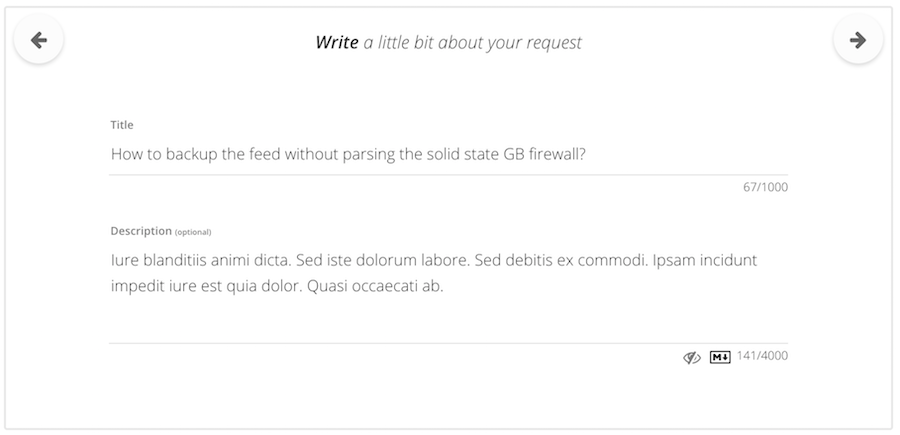 Write a little bit about your request
Title
How to backup the feed without parsing the solid state GB firewall?
67/1000
Description (optional)
Iure blanditiis animi dicta. Sed iste dolorum labore. Sed debitis ex commodi. Ipsam incidunt
impedit iure est quia dolor. Quasi occaecati ab.
M 141/4000